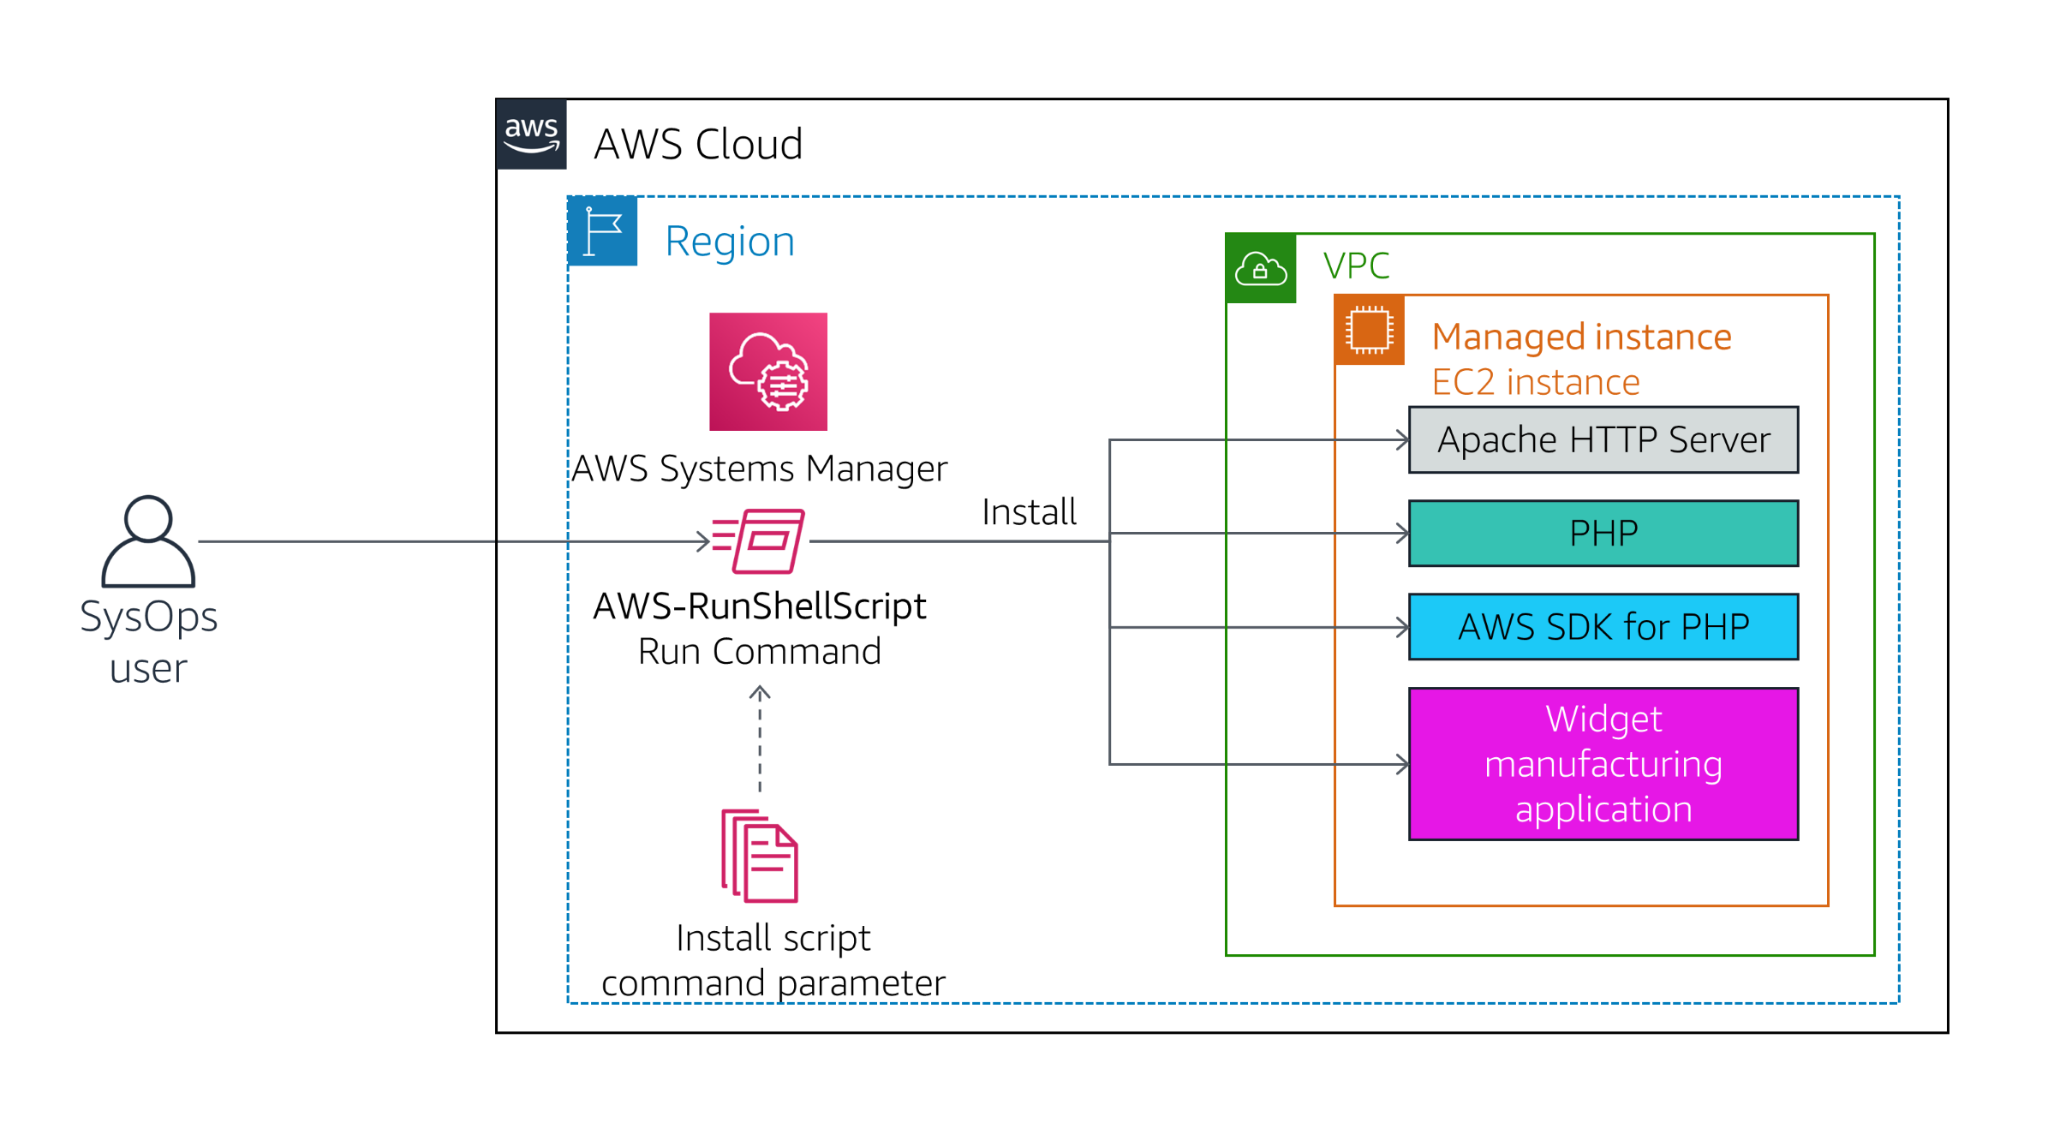 aws
AWS Cloud
Region
VPC
Managed instance
EC2 instance
AWS Systems Manager
Apache HTTP Server
Install
PHP
SysOps
user
AWS-RunShellScript
Run Command
AWS SDK for PHP
Widget
manufacturing
application
Install script
command parameter